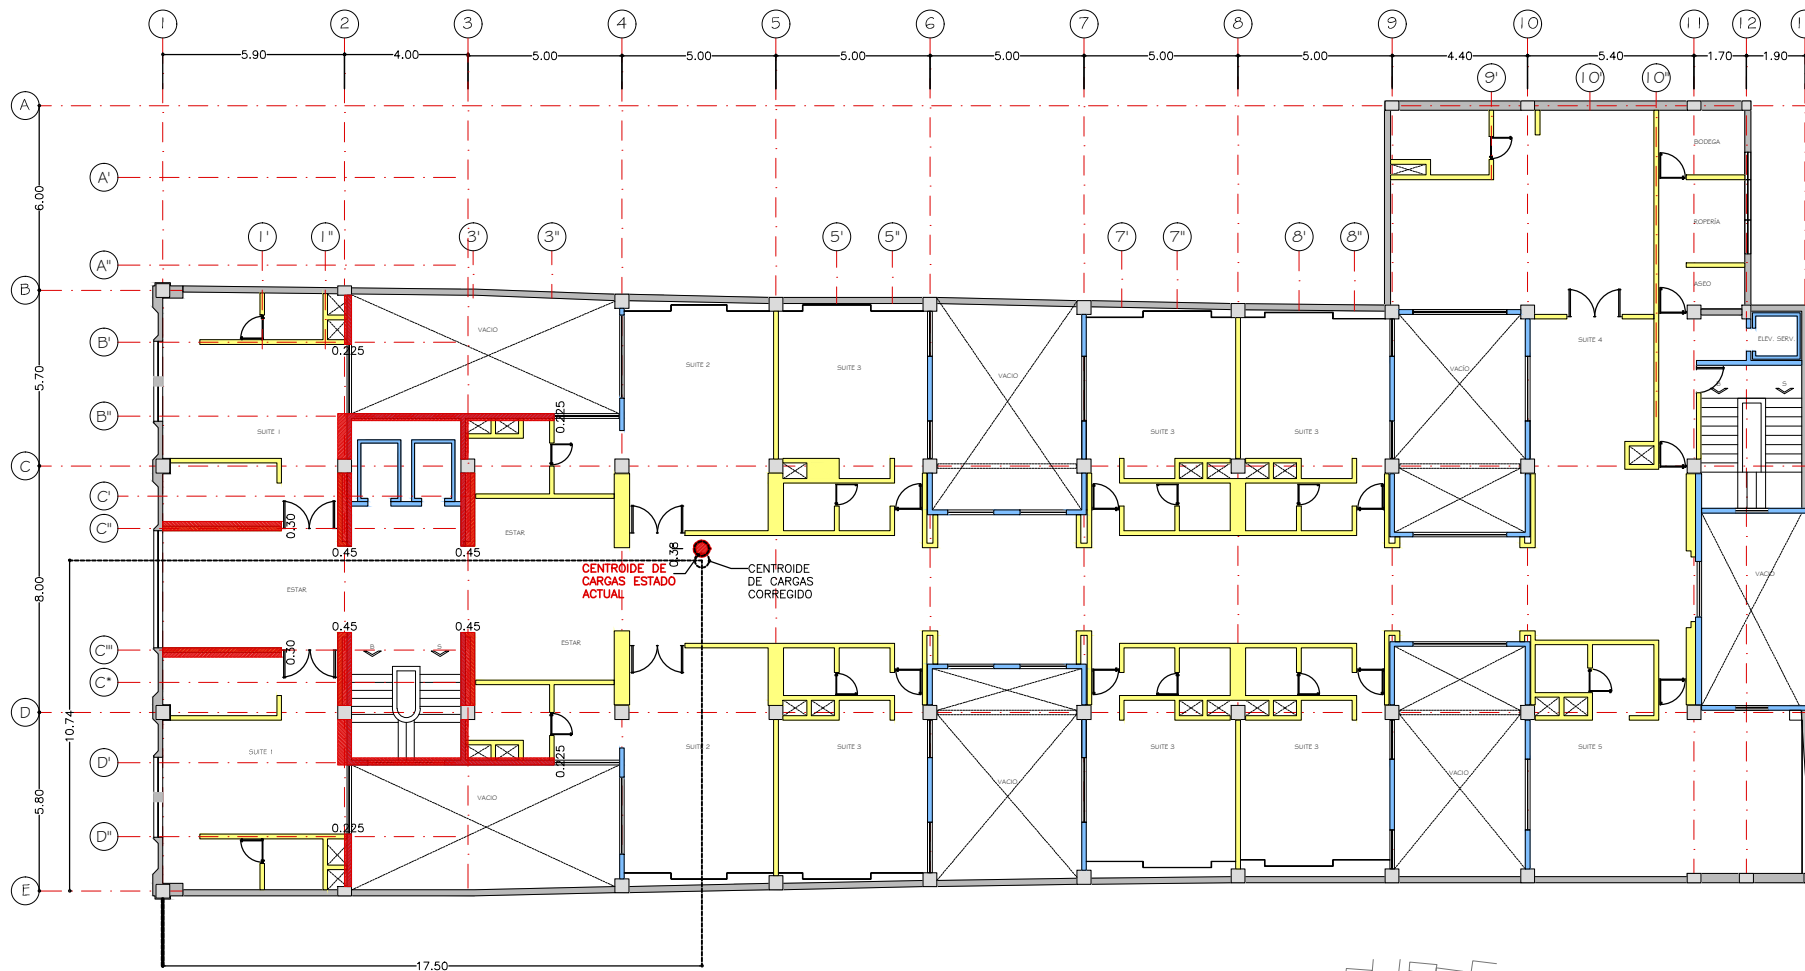 1 2 3 4 5 6 7 8 9 10 11 12 1
5.90 4.00 5.00 5.00 5.00 5.00 5.00 5.00 4.40 5.40 1.70 1.90
9' 10' 10"
A
BODEGA
A'
6.00
ROPERÍA
1' 1" 3' 3" 5' 5" 7' 7" 8' 8"
A"
ASEO
B
VACIO
B'
0.225
SUITE 2
SUITE 3
SUITE 4
ELEV. SERV.
5.70
VACIO
VACÍO
B S
B"
0.225
SUITE 1
SUITE 3
SUITE 3
C
C'
C"
0.30
ESTAR
0.45 0.45
0.38
CENTROIDE DE
CARGAS ESTADO
ACTUAL
CENTROIDE
DE CARGAS
CORREGIDO
VACIO
8.00
ESTAR
0.45 0.45
ESTAR
C'''
0.30
B S
C*
D
10.74
SUITE 1
SUITE 2
SUITE 3
SUITE 3
SUITE 3
SUITE 5
D'
0.225
VACIO
VACIO
VACIO
5.80
D"
0.225
E
17.50